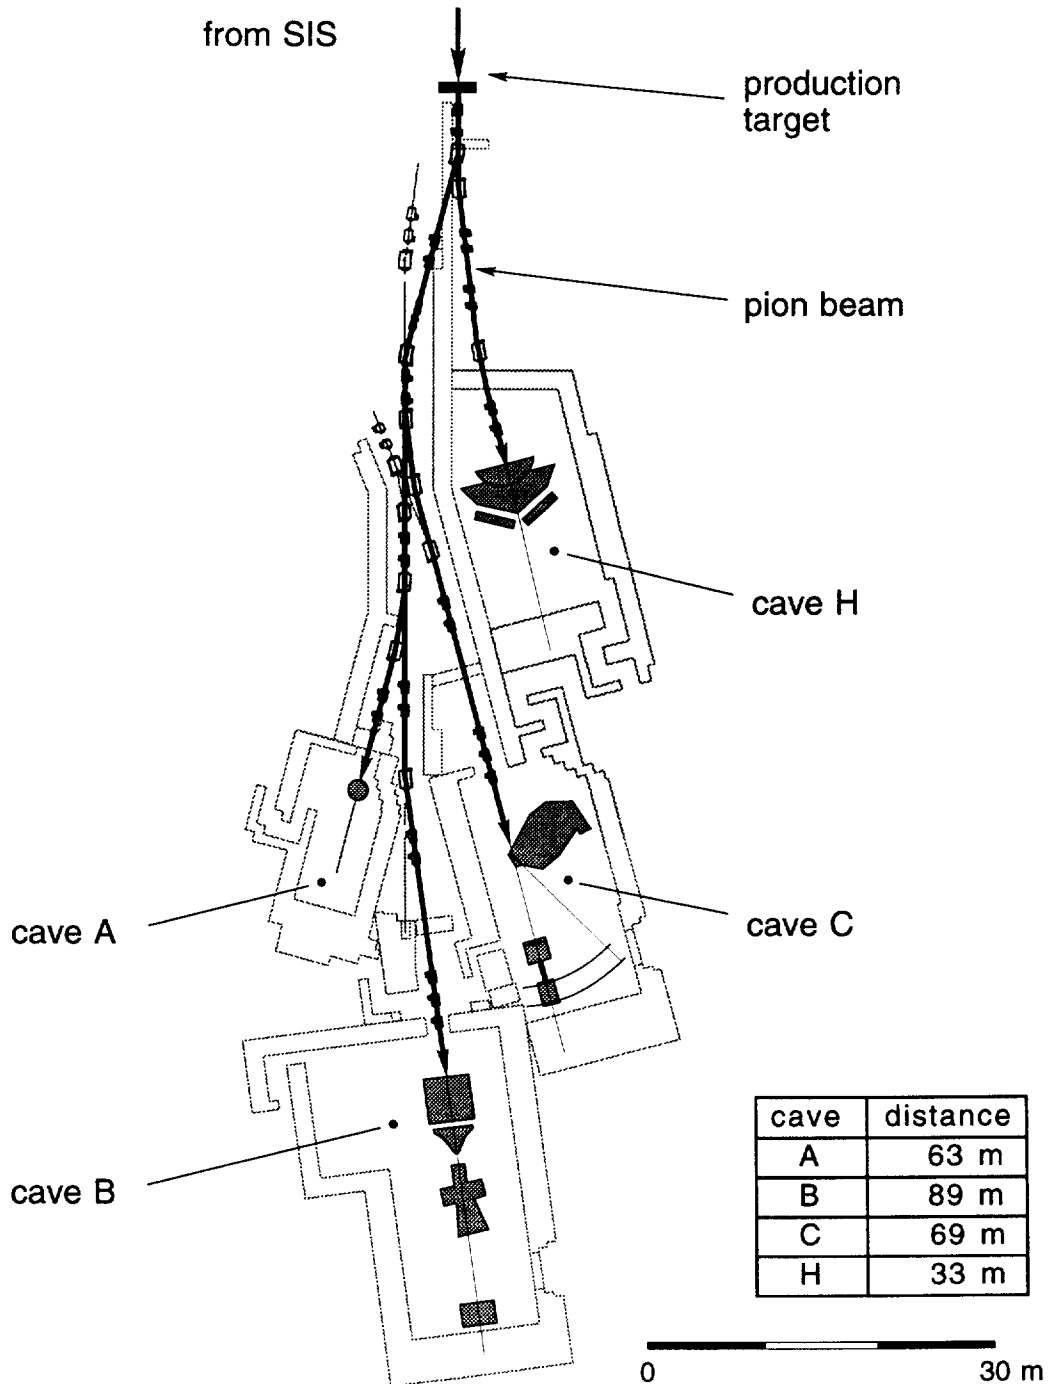 from SIS
production
target
pion beam
cave H
cave A
cave C
cave B
cave distance
A 63 m
B 89 m
C 69 m
H 33 m
0 30 m